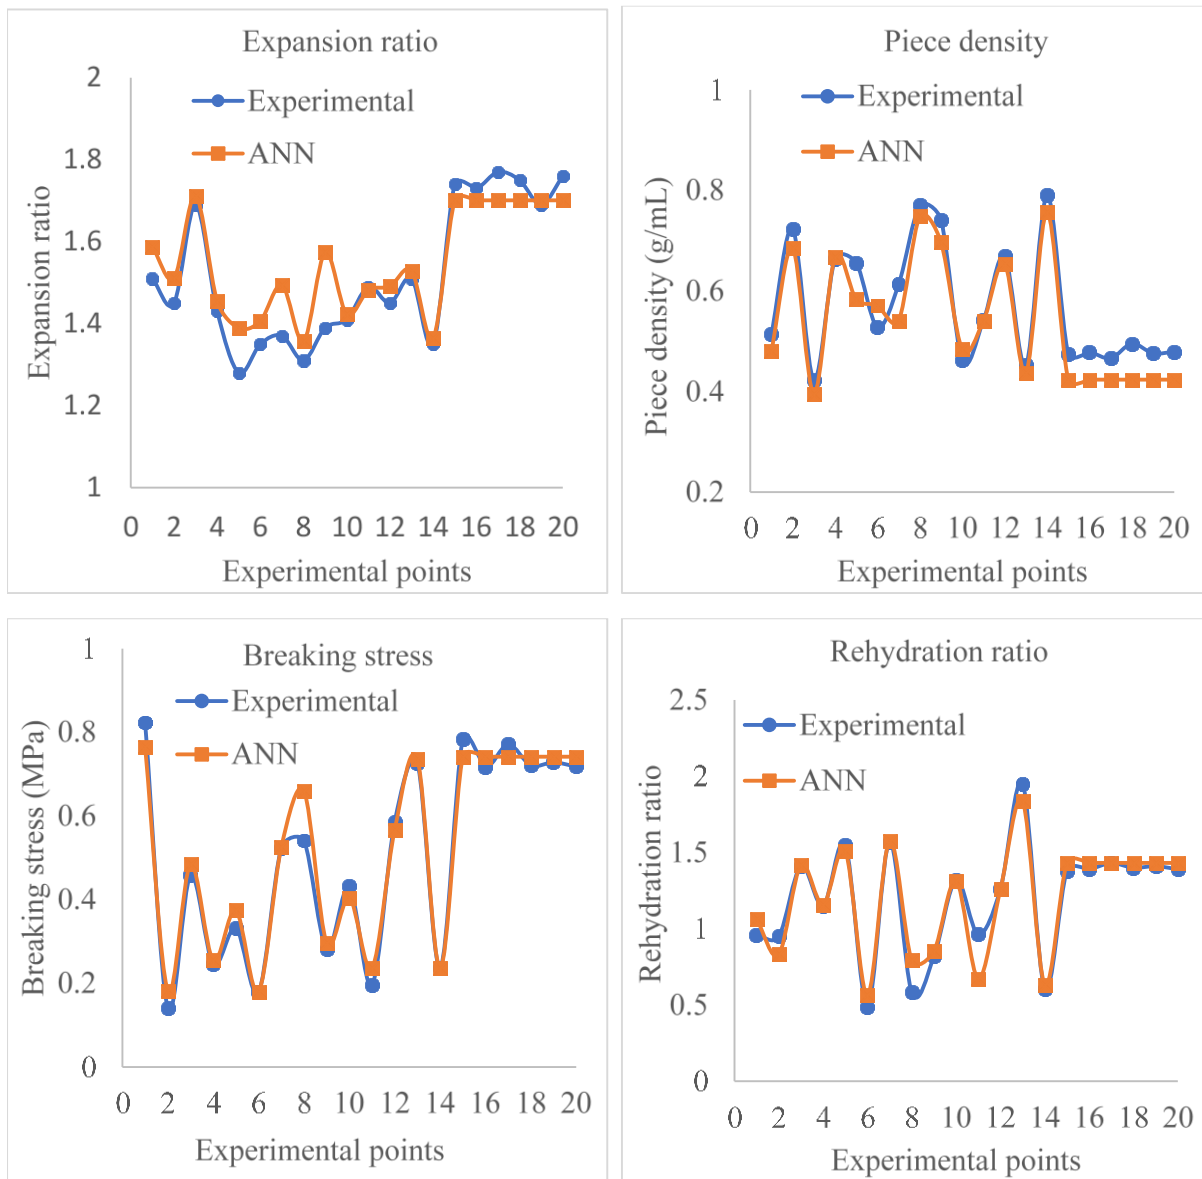 Expansion ratio
2
1.8
1.6
1.4
1.2
1
Expansion ratio
Experimental
ANN
0 2 4 6 8 10 12 14 16 18 20
Experimental points
Piece density
1
0.8
0.6
0.4
0.2
Piece density (g/mL)
Experimental
ANN
0 2 4 6 8 10 12 14 16 18 20
Experimental points
Breaking stress
1
0.8
0.6
0.4
0.2
0
Breaking stress (MPa)
Experimental
ANN
0 2 4 6 8 10 12 14 16 18 20
Experimental points
Rehydration ratio
2.5
2
1.5
1
0.5
0
Rehydration ratio
Experimental
ANN
0 2 4 6 8 10 12 14 16 18 20
Experimental points